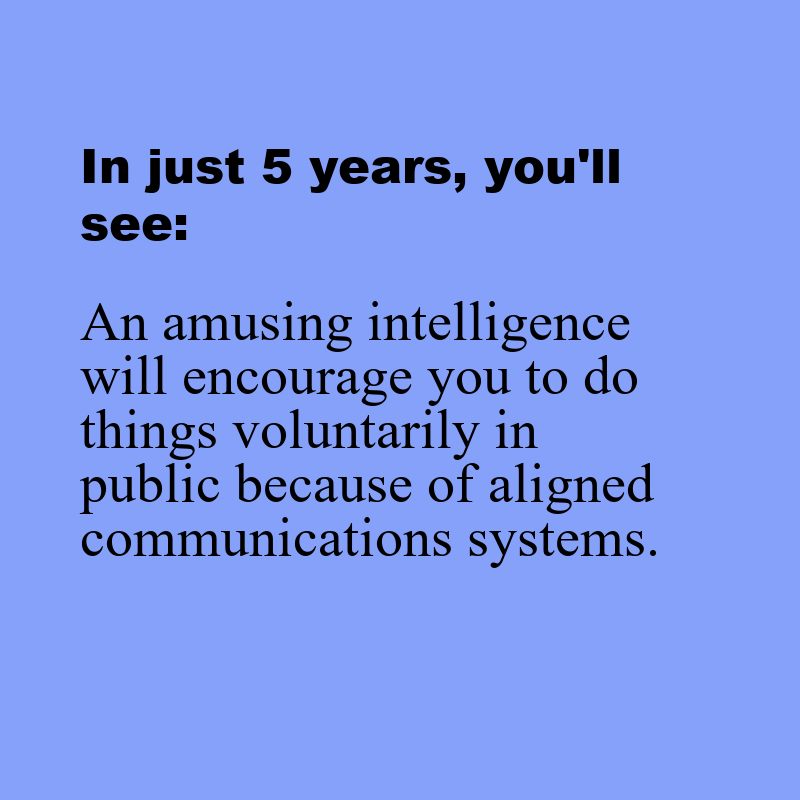 In just 5 years, you'll
see:
An amusing intelligence
will encourage you to do
things voluntarily in
public because of aligned
communications systems.